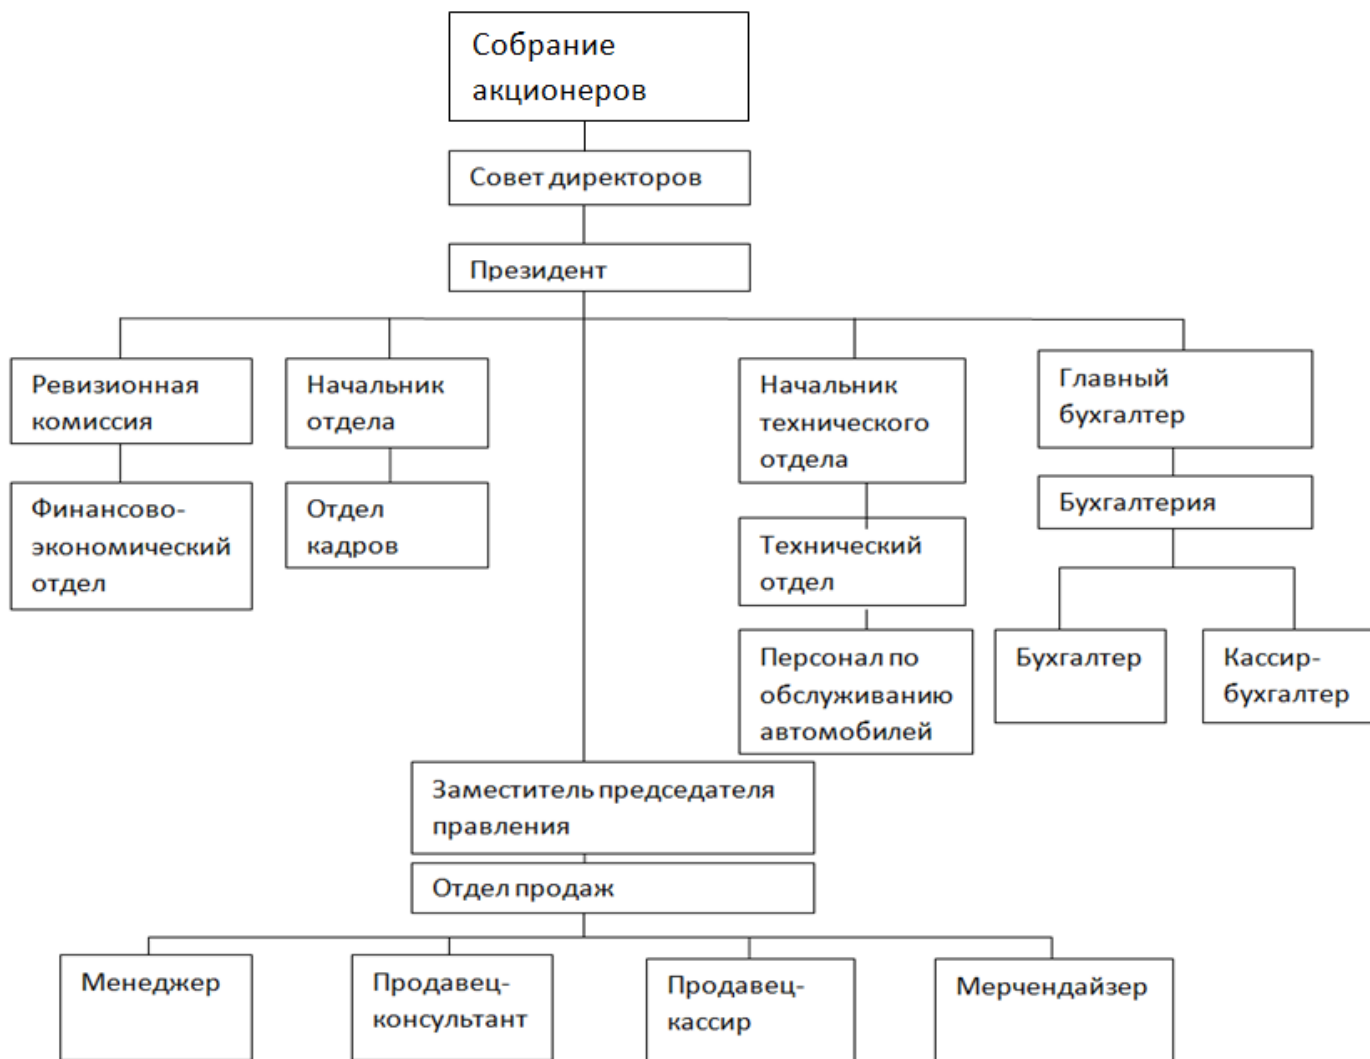 Собрание
акционеров
Совет директоров
Президент
Ревизионная
комиссия
Начальник
отдела
Начальник
технического
отдела
Главный
бухгалтер
Финансово-
экономический
отдел
Отдел
кадров
Технический
отдел
Бухгалтерия
Персонал по
обслуживанию
автомобилей
Бухгалтер
Кассир-
бухгалтер
Заместитель председателя
правления
Отдел продаж
Менеджер
Продавец-
консультант
Продавец-
кассир
Мерчендайзер